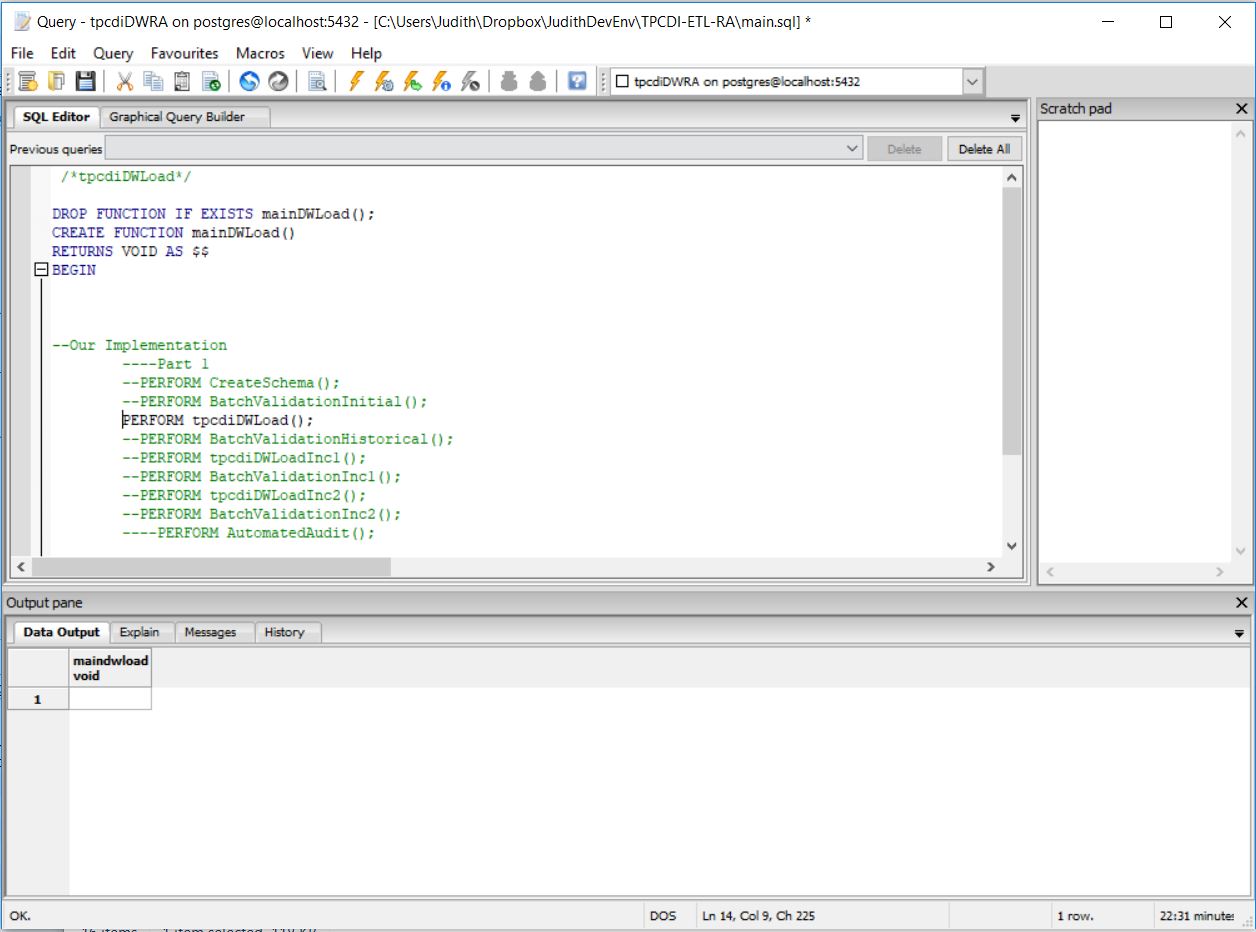 Query - tpcdiDWRA on postgres@localhost:5432 - [C:\Users\Judith\Dropbox\JudithDevEnv\TPCDI-ETL-RA\main.sql] *
File Edit Query Favourites Macros View Help
tpcdiDWRA on postgres@localhost:5432
SQL Editor Graphical Query Builder
Scratch pad
Previous queries Delete Delete All
/*tpcdiDWLoad*/
DROP FUNCTION IF EXISTS mainDWLoad();
CREATE FUNCTION mainDWLoad()
RETURNS VOID AS $$
BEGIN
--Our Implementation
----Part 1
--PERFORM CreateSchema();
--PERFORM BatchValidationInitial();
PERFORM tpcdiDWLoad();
--PERFORM BatchValidationHistorical();
--PERFORM tpcdiDWLoadInc1();
--PERFORM BatchValidationInc1();
--PERFORM tpcdiDWLoadInc2();
--PERFORM BatchValidationInc2();
----PERFORM AutomatedAudit();
Output pane
Data Output Explain Messages History
maindwload
void
1
OK. DOS Ln 14, Col 9, Ch 225 1 row. 22:31 minutes